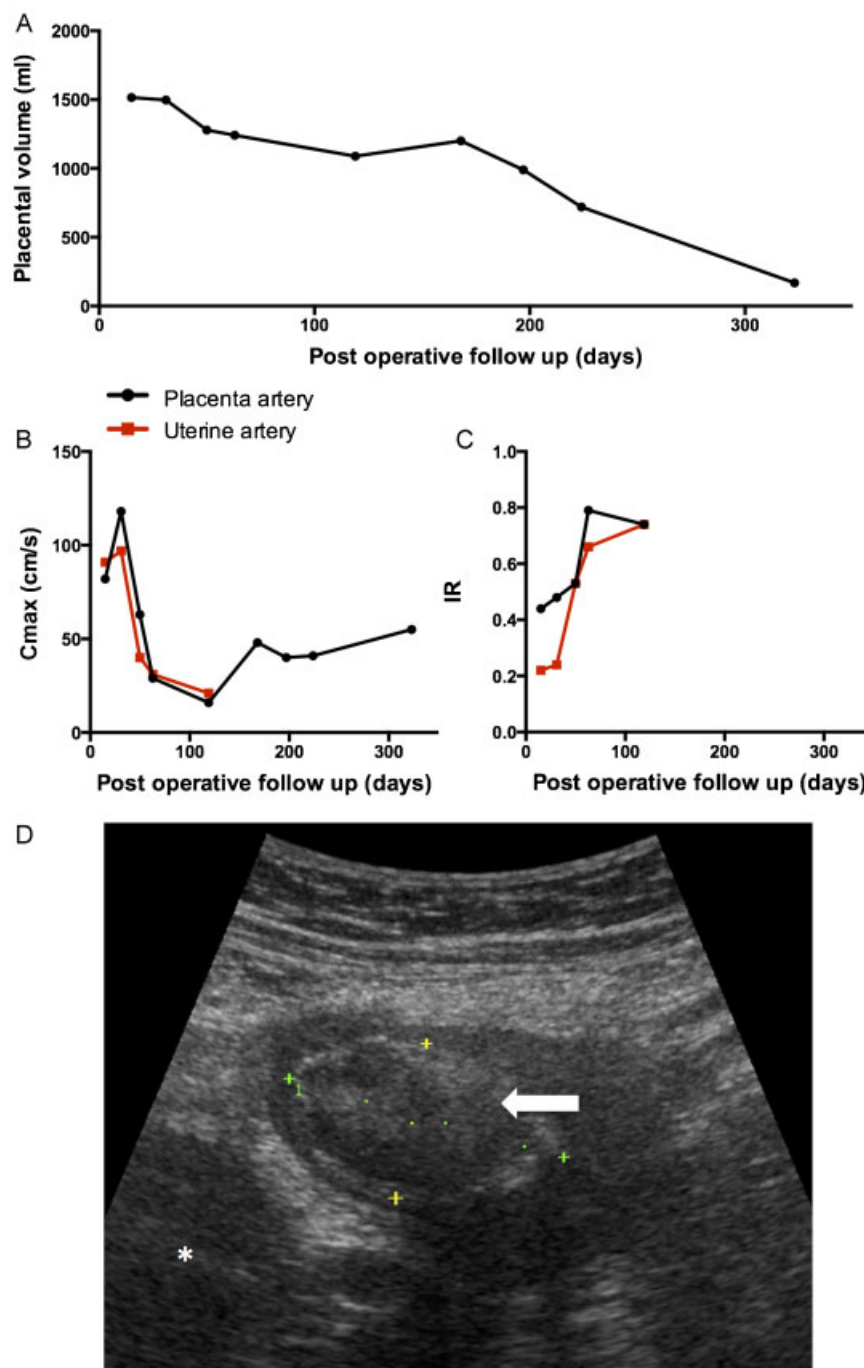 A
2000
1500
1000
500
0
Placental volume (ml)
0 100 200 300
Post operative follow up (days)
Placenta artery
Uterine artery
B
150
100
50
0
Cmax (cm/s)
0 100 200 300
Post operative follow up (days)
C
1.0
0.8
0.6
0.4
0.2
0.0
IR
0 100 200 300
Post operative follow up (days)
D
1
*